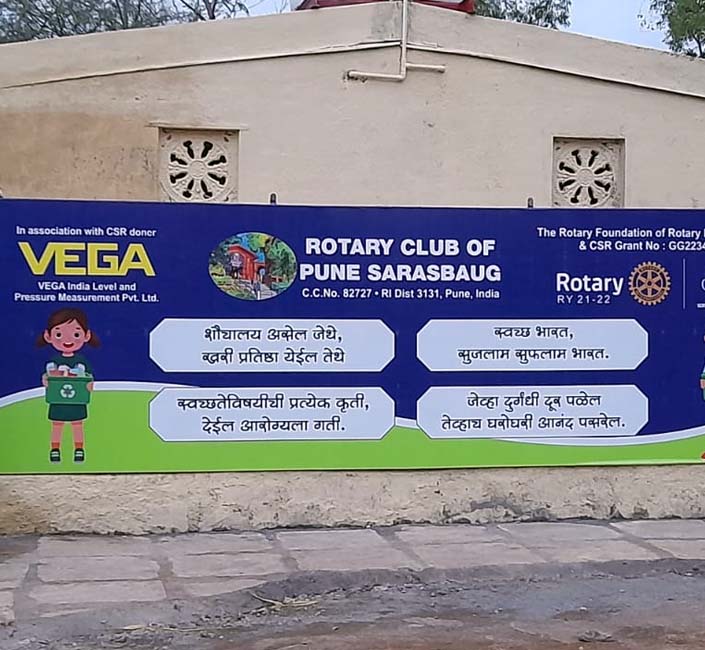 In association with CSR doner
VEGA
VEGA India Level and
Pressure Measurement Pvt. Ltd.
ROTARY CLUB OF
PUNE SARASBAUG
C.C.No. 82727 • RI Dist 3131, Pune, India
The Rotary Foundation of Rotary
& CSR Grant No : GG2234
Rotary
RY 21-22
शौचालय असेल जेथे,
खरी प्रतिष्ठा येईल तेथे
स्वच्छ भारत,
सुजलाम सुफलाम भारत.
स्वच्छतेविषयीची प्रत्येक कृती,
देईल आरोग्यला गती.
जेव्हा दुर्गंधी दूर पळेल
तेव्हाच घरोघरी आनंद पसरेल.